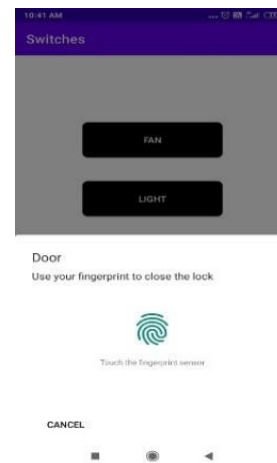 10:41 AM
Switches
FAN
LIGHT
Door
Use your fingerprint to close the lock
Touch the fingerprint sensor
CANCEL